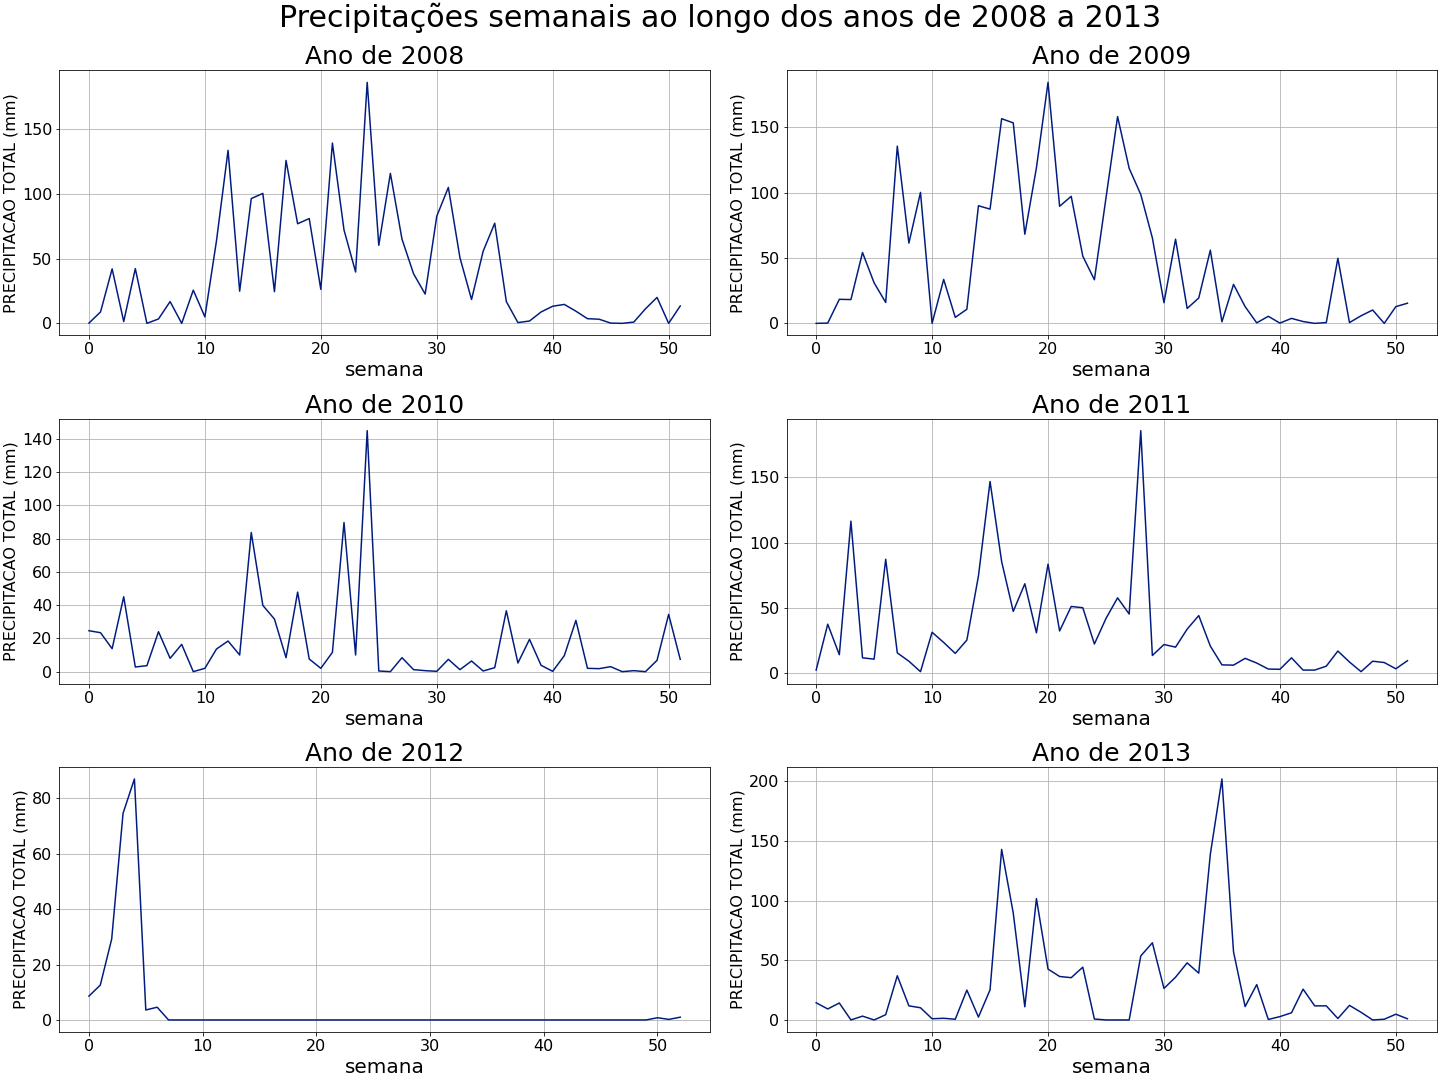 Precipitações semanais ao longo dos anos de 2008 a 2013
Ano de 2008
PRECIPITACAO TOTAL (mm)
150
100
50
0
0 10 20 30 40 50
semana
Ano de 2009
PRECIPITACAO TOTAL (mm)
150
100
50
0
0 10 20 30 40 50
semana
Ano de 2010
PRECIPITACAO TOTAL (mm)
140
120
100
80
60
40
20
0
0 10 20 30 40 50
semana
Ano de 2011
PRECIPITACAO TOTAL (mm)
150
100
50
0
0 10 20 30 40 50
semana
Ano de 2012
PRECIPITACAO TOTAL (mm)
80
60
40
20
0
0 10 20 30 40 50
semana
Ano de 2013
PRECIPITACAO TOTAL (mm)
200
150
100
50
0
0 10 20 30 40 50
semana